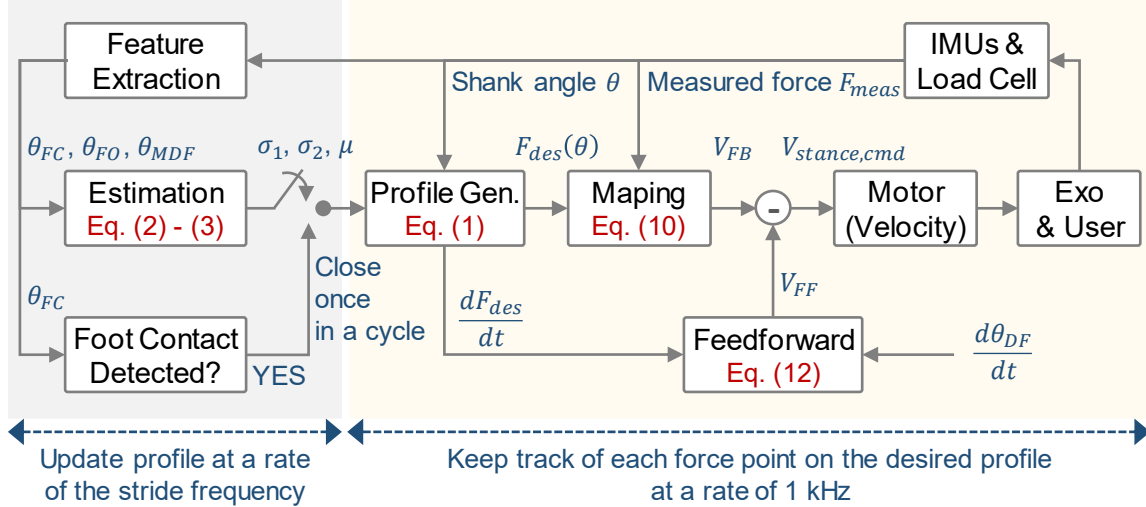 Feature
Extraction
IMUs &
Load Cell
Shank angle θ
Measured force F_meas
θ_FC, θ_FO, θ_MDF
σ_1, σ_2, μ
F_des(θ)
V_FB
V_stance,cmd
Estimation
Eq. (2) - (3)
Profile Gen.
Eq. (1)
Maping
Eq. (10)
-
Motor
(Velocity)
Exo
& User
Close
once
in a cycle
θ_FC
dF_des
dt
V_FF
Foot Contact
Detected?
YES
Feedforward
Eq. (12)
dθ_DF
dt
Update profile at a rate
of the stride frequency
Keep track of each force point on the desired profile
at a rate of 1 kHz